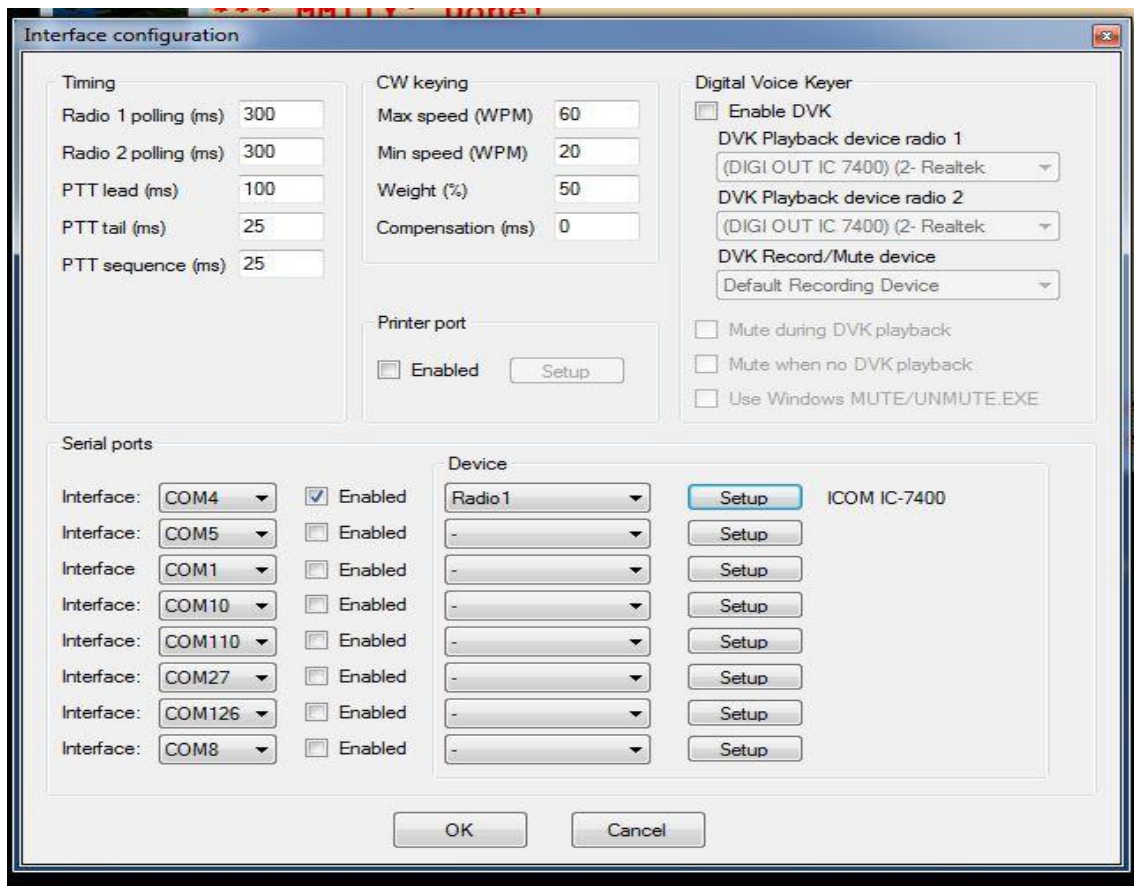 *** MMTTY: Done!
Interface configuration
Timing
Radio 1 polling (ms) 300
Radio 2 polling (ms) 300
PTT lead (ms) 100
PTT tail (ms) 25
PTT sequence (ms) 25
CW keying
Max speed (WPM) 60
Min speed (WPM) 20
Weight (%) 50
Compensation (ms) 0
Printer port
Enabled Setup
Digital Voice Keyer
Enable DVK
DVK Playback device radio 1
(DIGI OUT IC 7400) (2- Realtek
DVK Playback device radio 2
(DIGI OUT IC 7400) (2- Realtek
DVK Record/Mute device
Default Recording Device
Mute during DVK playback
Mute when no DVK playback
Use Windows MUTE/UNMUTE.EXE
Serial ports
Device
Interface: COM4 Enabled Radio1 Setup ICOM IC-7400
Interface: COM5 Enabled - Setup
Interface COM1 Enabled - Setup
Interface: COM10 Enabled - Setup
Interface: COM110 Enabled - Setup
Interface: COM27 Enabled - Setup
Interface: COM126 Enabled - Setup
Interface: COM8 Enabled - Setup
OK Cancel